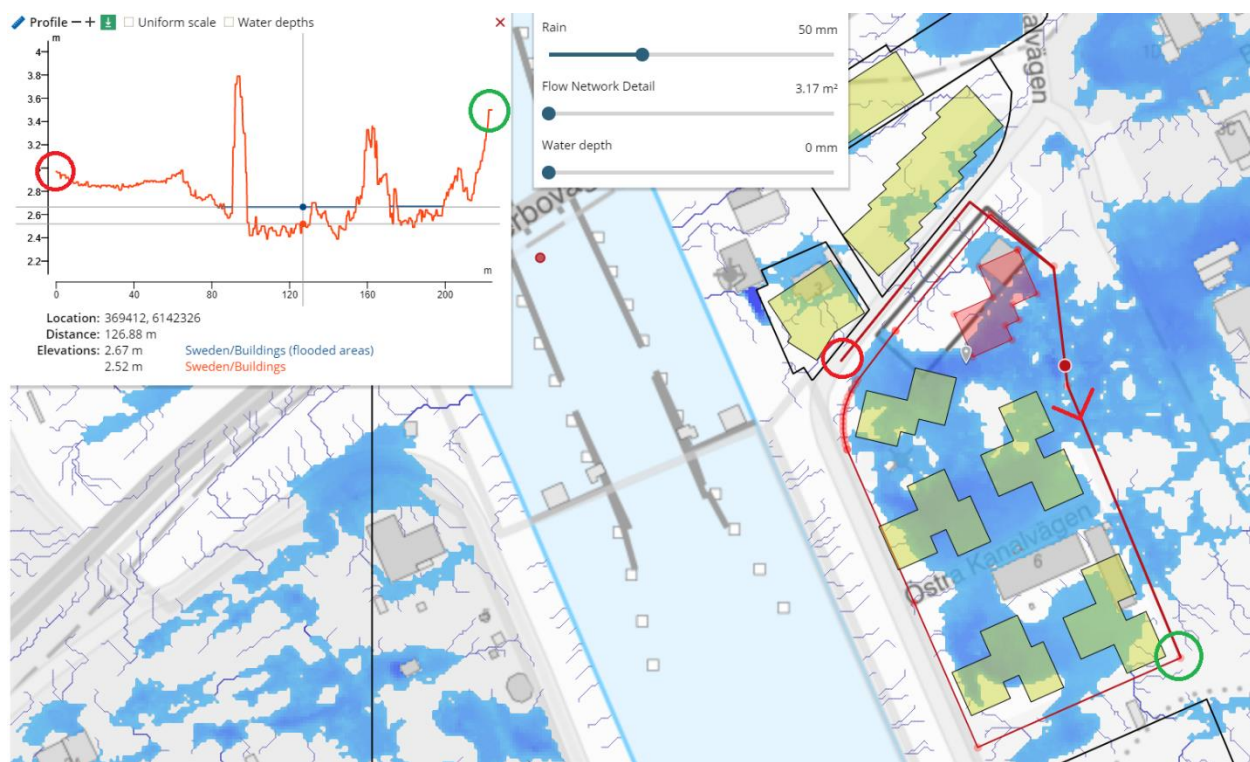 Profile
Uniform scale
Water depths
m
4
3.8
3.6
3.4
3.2
3
2.8
2.6
2.4
2.2
m
0
40
80
120
160
200
Location: 369412, 6142326
Distance: 126.88 m
Elevations: 2.67 m Sweden/Buildings (flooded areas)
2.52 m Sweden/Buildings
Rain 50 mm
Flow Network Detail 3.17 m²
Water depth 0 mm
Kanalvägen
3C
Östra Kanalvägen
6